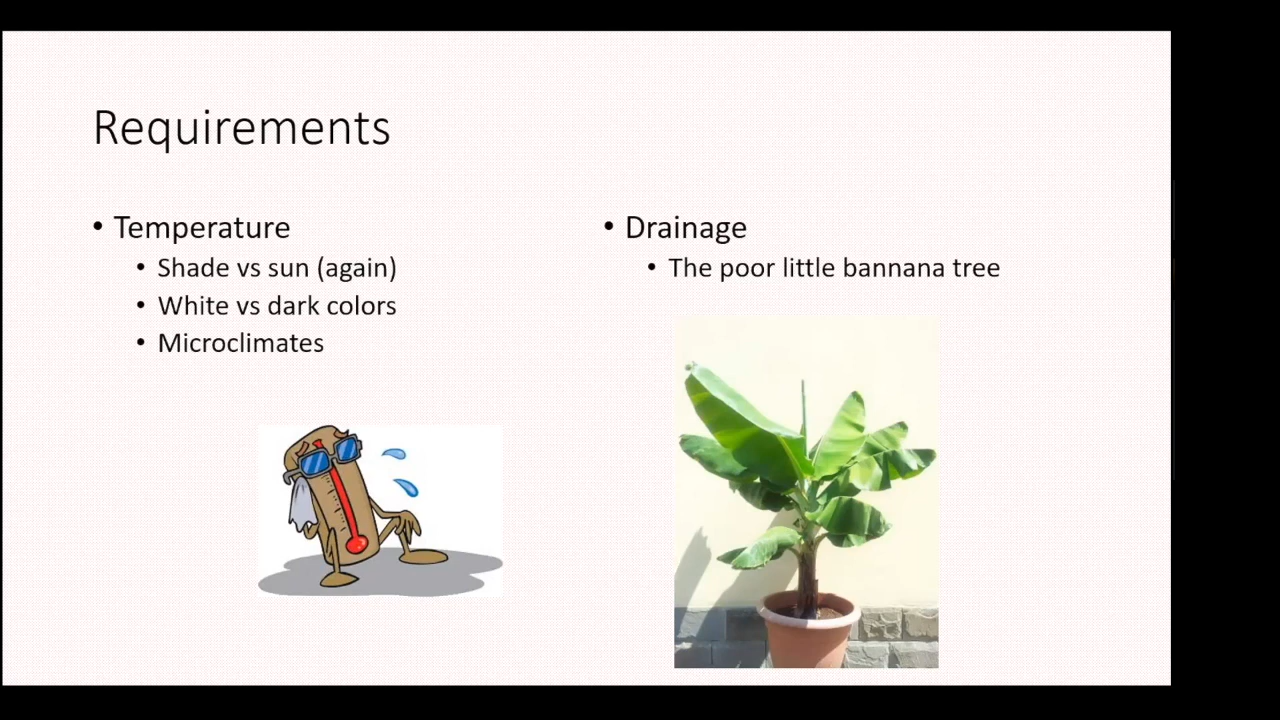 Requirements
• Temperature
• Shade vs sun (again)
• White vs dark colors
• Microclimates
• Drainage
• The poor little bannana tree